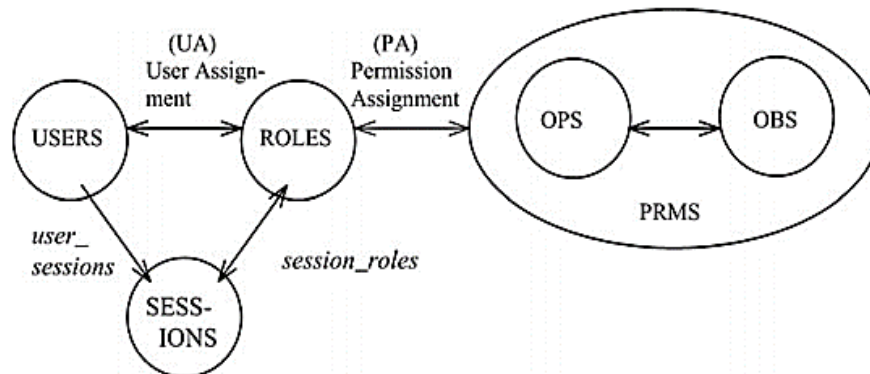 (UA)
User Assign-
ment
(PA)
Permission
Assignment
USERS
ROLES
OPS
OBS
PRMS
user_
sessions
session_roles
SESS-
IONS